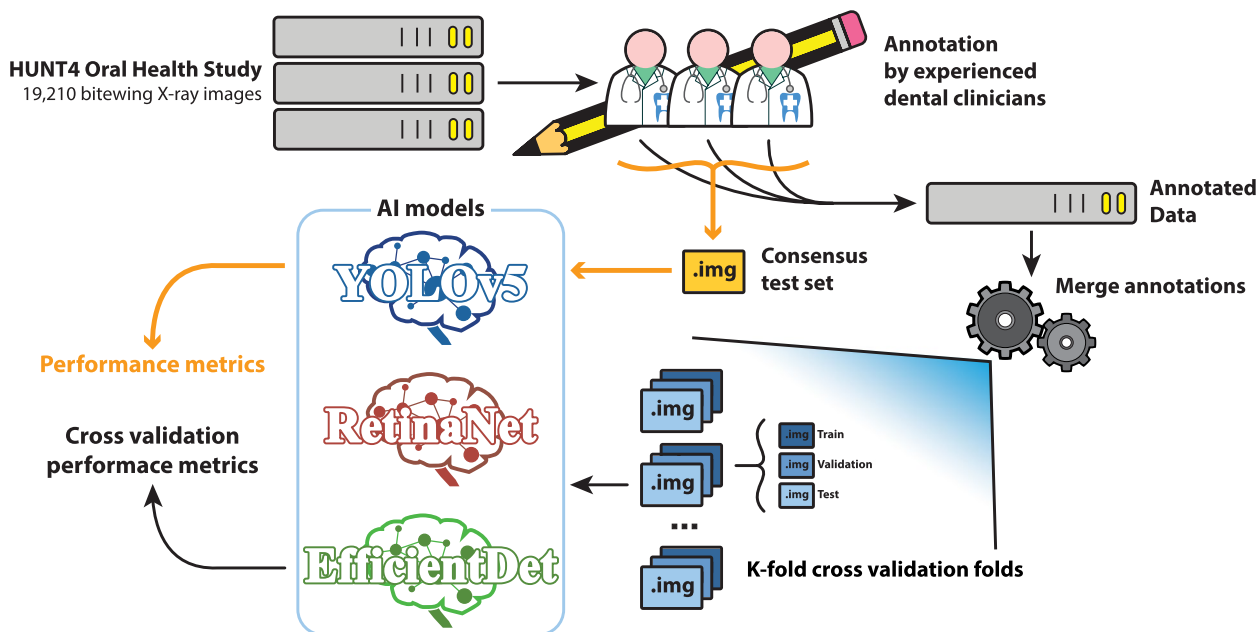 HUNT4 Oral Health Study
19,210 bitewing X-ray images
Annotation
by experienced
dental clinicians
Annotated
Data
Merge annotations
.img
Consensus
test set
AI models
YOLOv5
RetinaNet
EfficientDet
Performance metrics
Cross validation
performace metrics
.img
.img
...
.img
.img Train
.img Validation
.img Test
K-fold cross validation folds